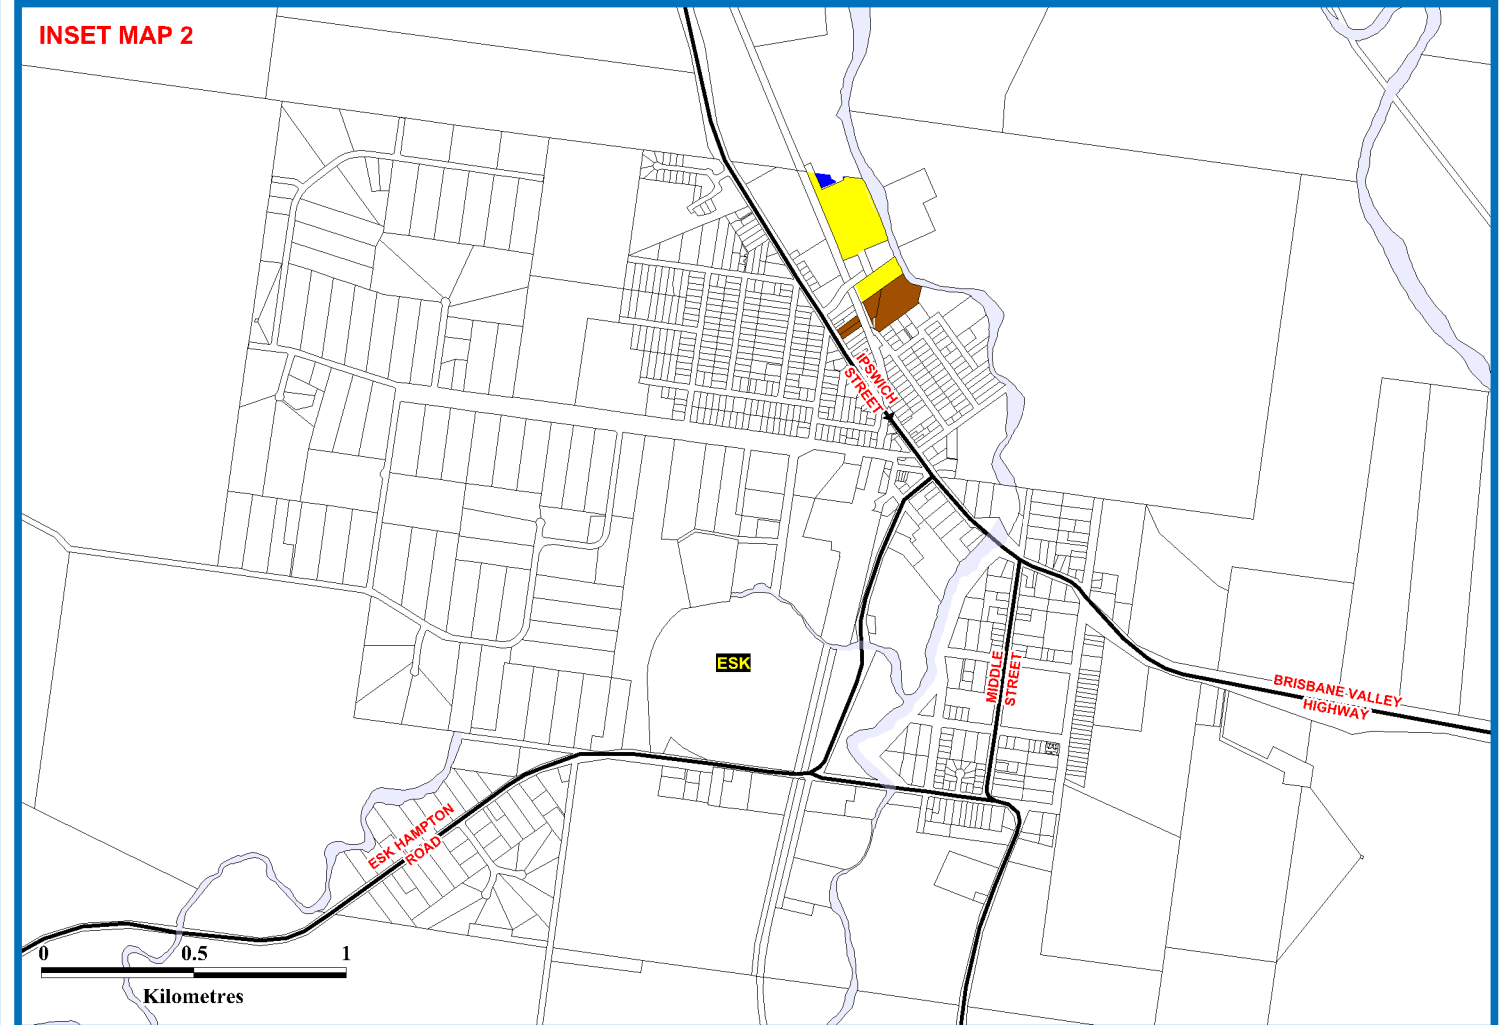 INSET MAP 2
IPSWICH
STREET
ESK
MIDDLE
STREET
BRISBANE VALLEY
HIGHWAY
ESK HAMPTON
ROAD
0 0.5 1
Kilometres